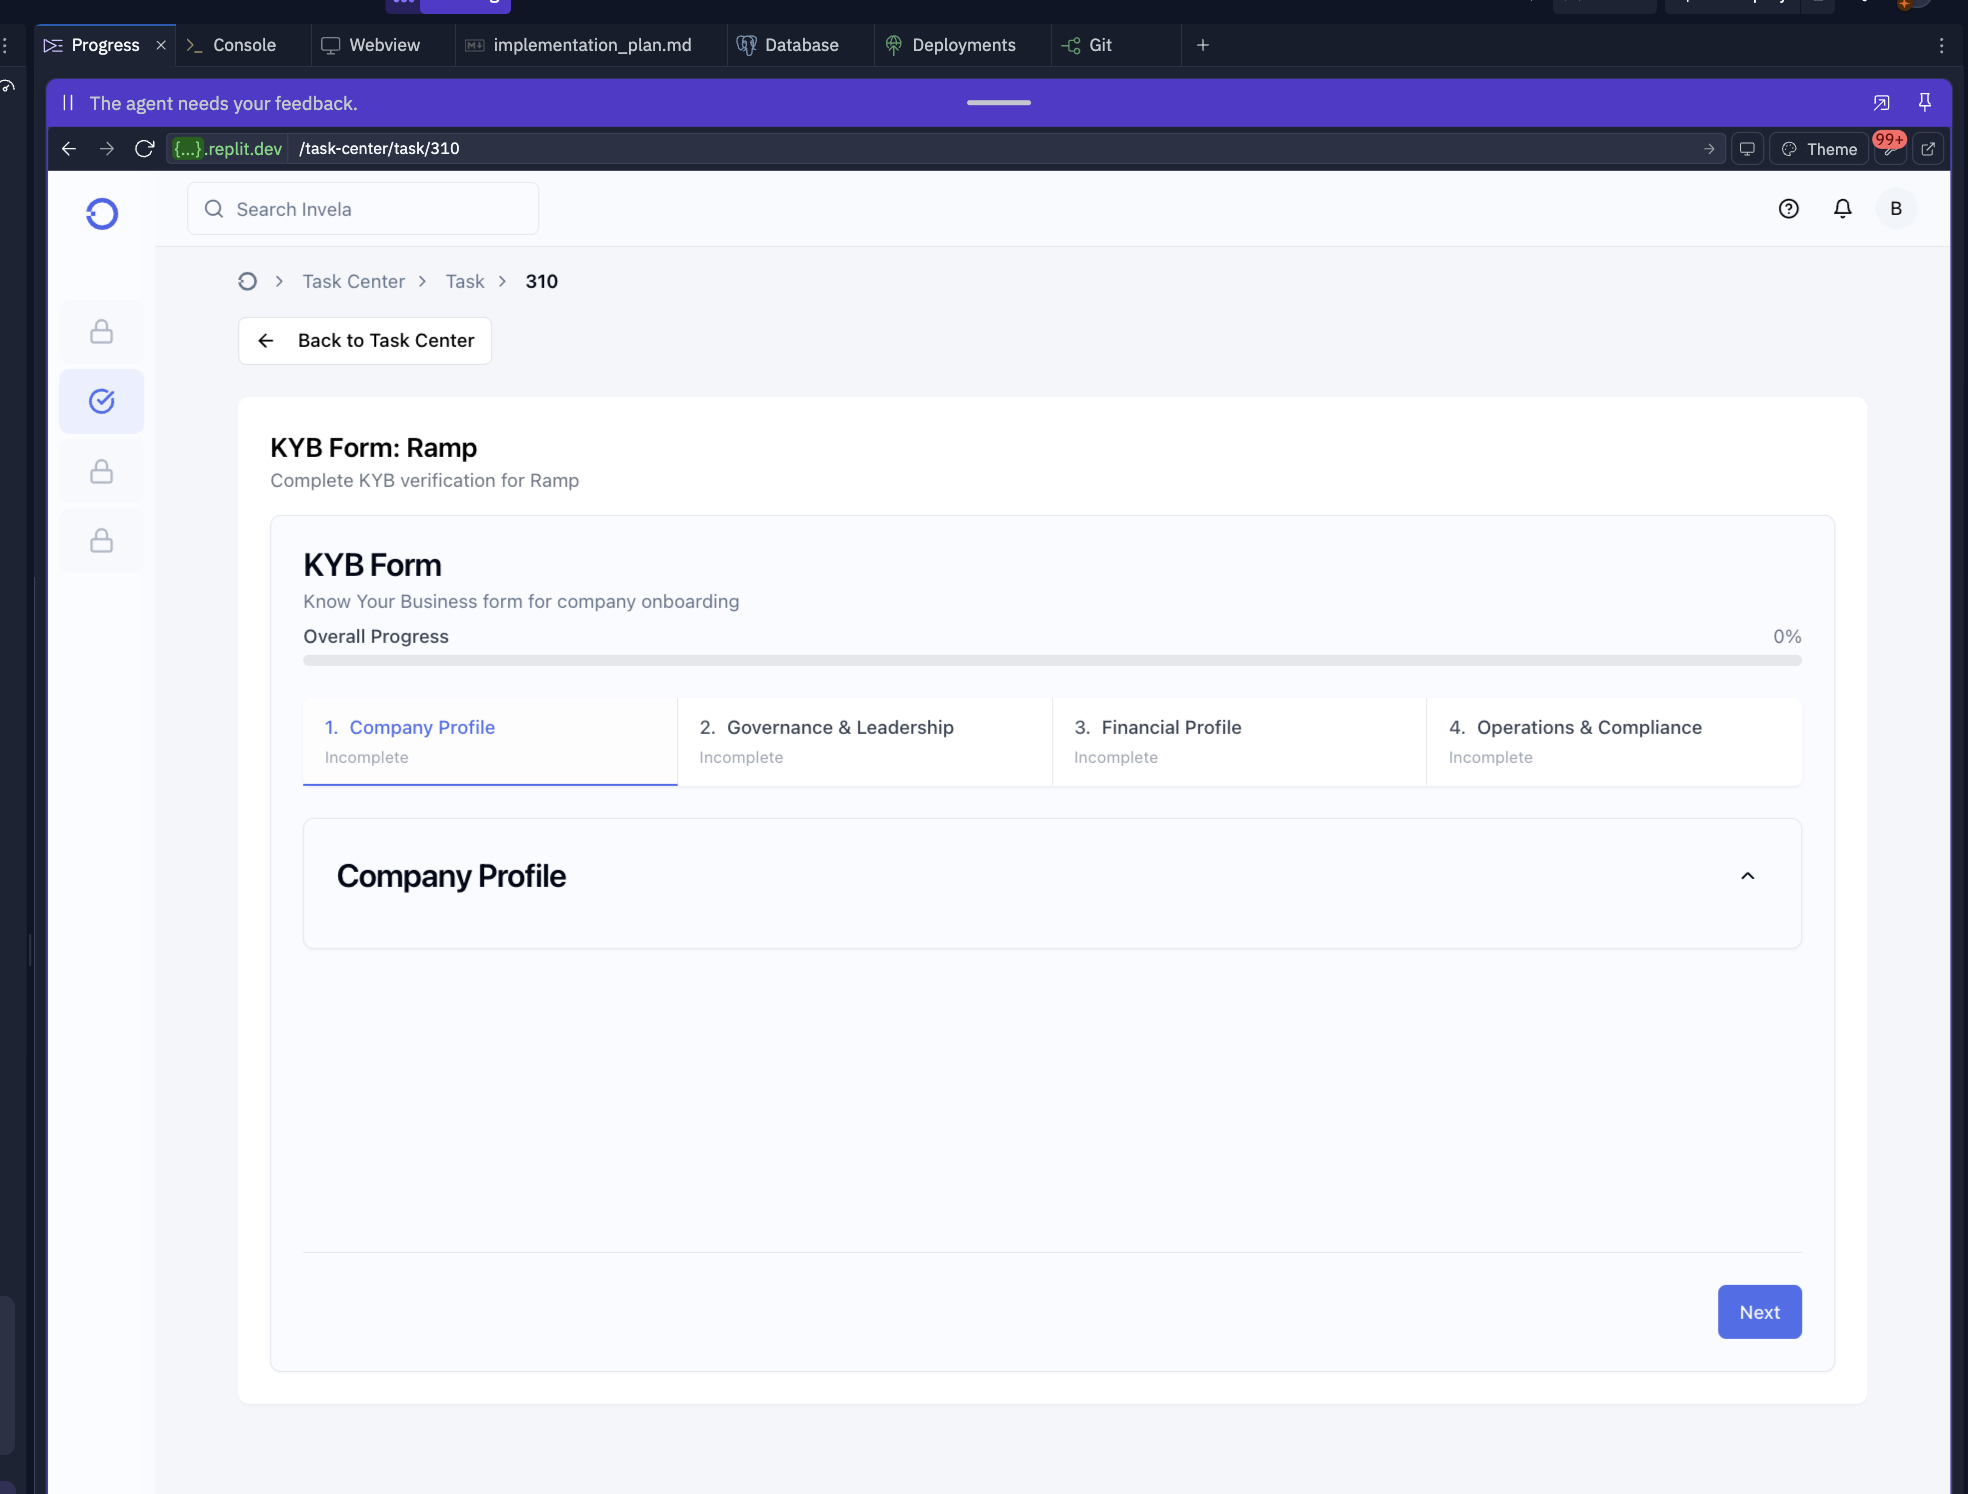 Progress
Console
Webview
implementation_plan.md
Database
Deployments
Git
The agent needs your feedback.
{...}.replit.dev
/task-center/task/310
Theme
99+
Search Invela
B
Task Center
Task
310
Back to Task Center
KYB Form: Ramp
Complete KYB verification for Ramp
KYB Form
Know Your Business form for company onboarding
Overall Progress
0%
1. Company Profile
Incomplete
2. Governance & Leadership
Incomplete
3. Financial Profile
Incomplete
4. Operations & Compliance
Incomplete
Company Profile
Next